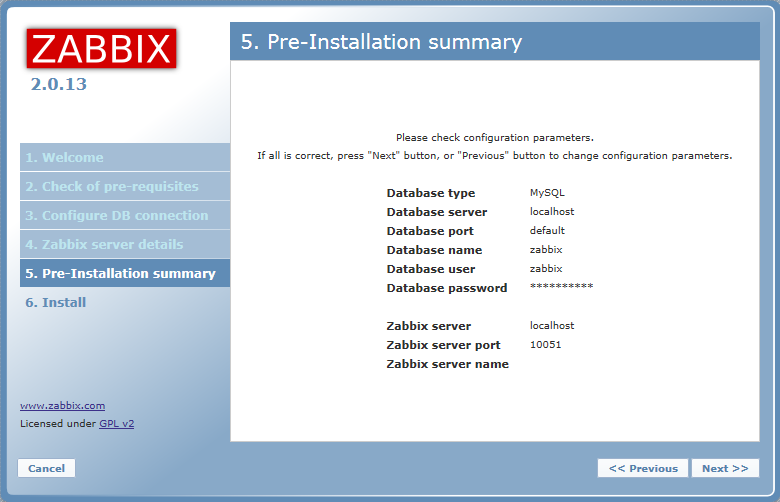 ZABBIX
2.0.13
1. Welcome
2. Check of pre-requisites
3. Configure DB connection
4. Zabbix server details
5. Pre-Installation summary
6. Install
www.zabbix.com
Licensed under GPL v2
5. Pre-Installation summary
Please check configuration parameters.
If all is correct, press "Next" button, or "Previous" button to change configuration parameters.
Database type MySQL
Database server localhost
Database port default
Database name zabbix
Database user zabbix
Database password **********
Zabbix server localhost
Zabbix server port 10051
Zabbix server name
Cancel
<< Previous
Next >>